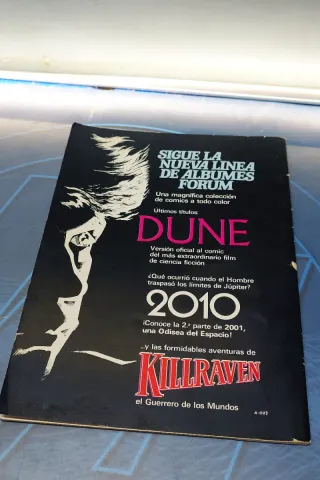 SIGUE LA
NUEVA LINEA
DE ALBUMES
FORUM
Una magnífica colección
de comics a todo color
Últimos títulos
DUNE
Versión oficial al comic
del más extraordinario film
de ciencia ficción
¿Qué ocurrió cuando el Hombre
traspasó los límites de Júpiter?
2010
¡Conoce la 2.ª parte de 2001,
una Odisea del Espacio!
...y las formidables aventuras de
KILLRAVEN
el Guerrero de los Mundos